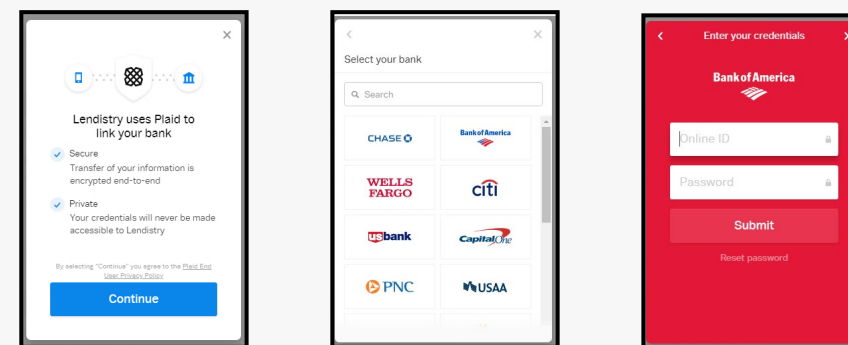 Lendistry uses Plaid to
link your bank
Secure
Transfer of your information is
encrypted end-to-end
Private
Your credentials will never be made
accessible to Lendistry
By selecting "Continue" you agree to the Plaid End
User Privacy Policy
Continue
Select your bank
Search
CHASE
Bank of America
WELLS
FARGO
citi
usbank
Capital One
PNC
USAA
Enter your credentials
Bank of America
Online ID
Password
Submit
Reset password